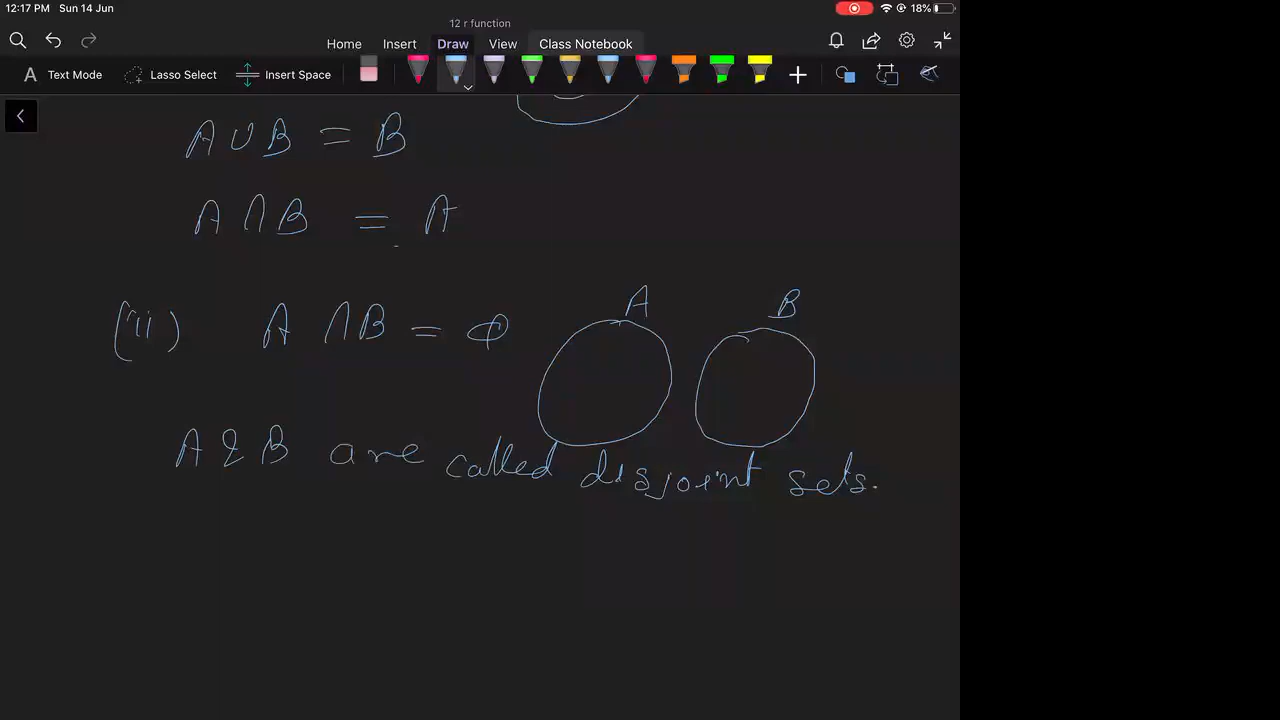 12:17 PM Sun 14 Jun 18%
12 r function
Home Insert Draw View Class Notebook
A Text Mode Lasso Select Insert Space
A ∪ B = B
A ∩ B = A
(ii) A ∩ B = ϕ
A B
A & B are called disjoint sets.